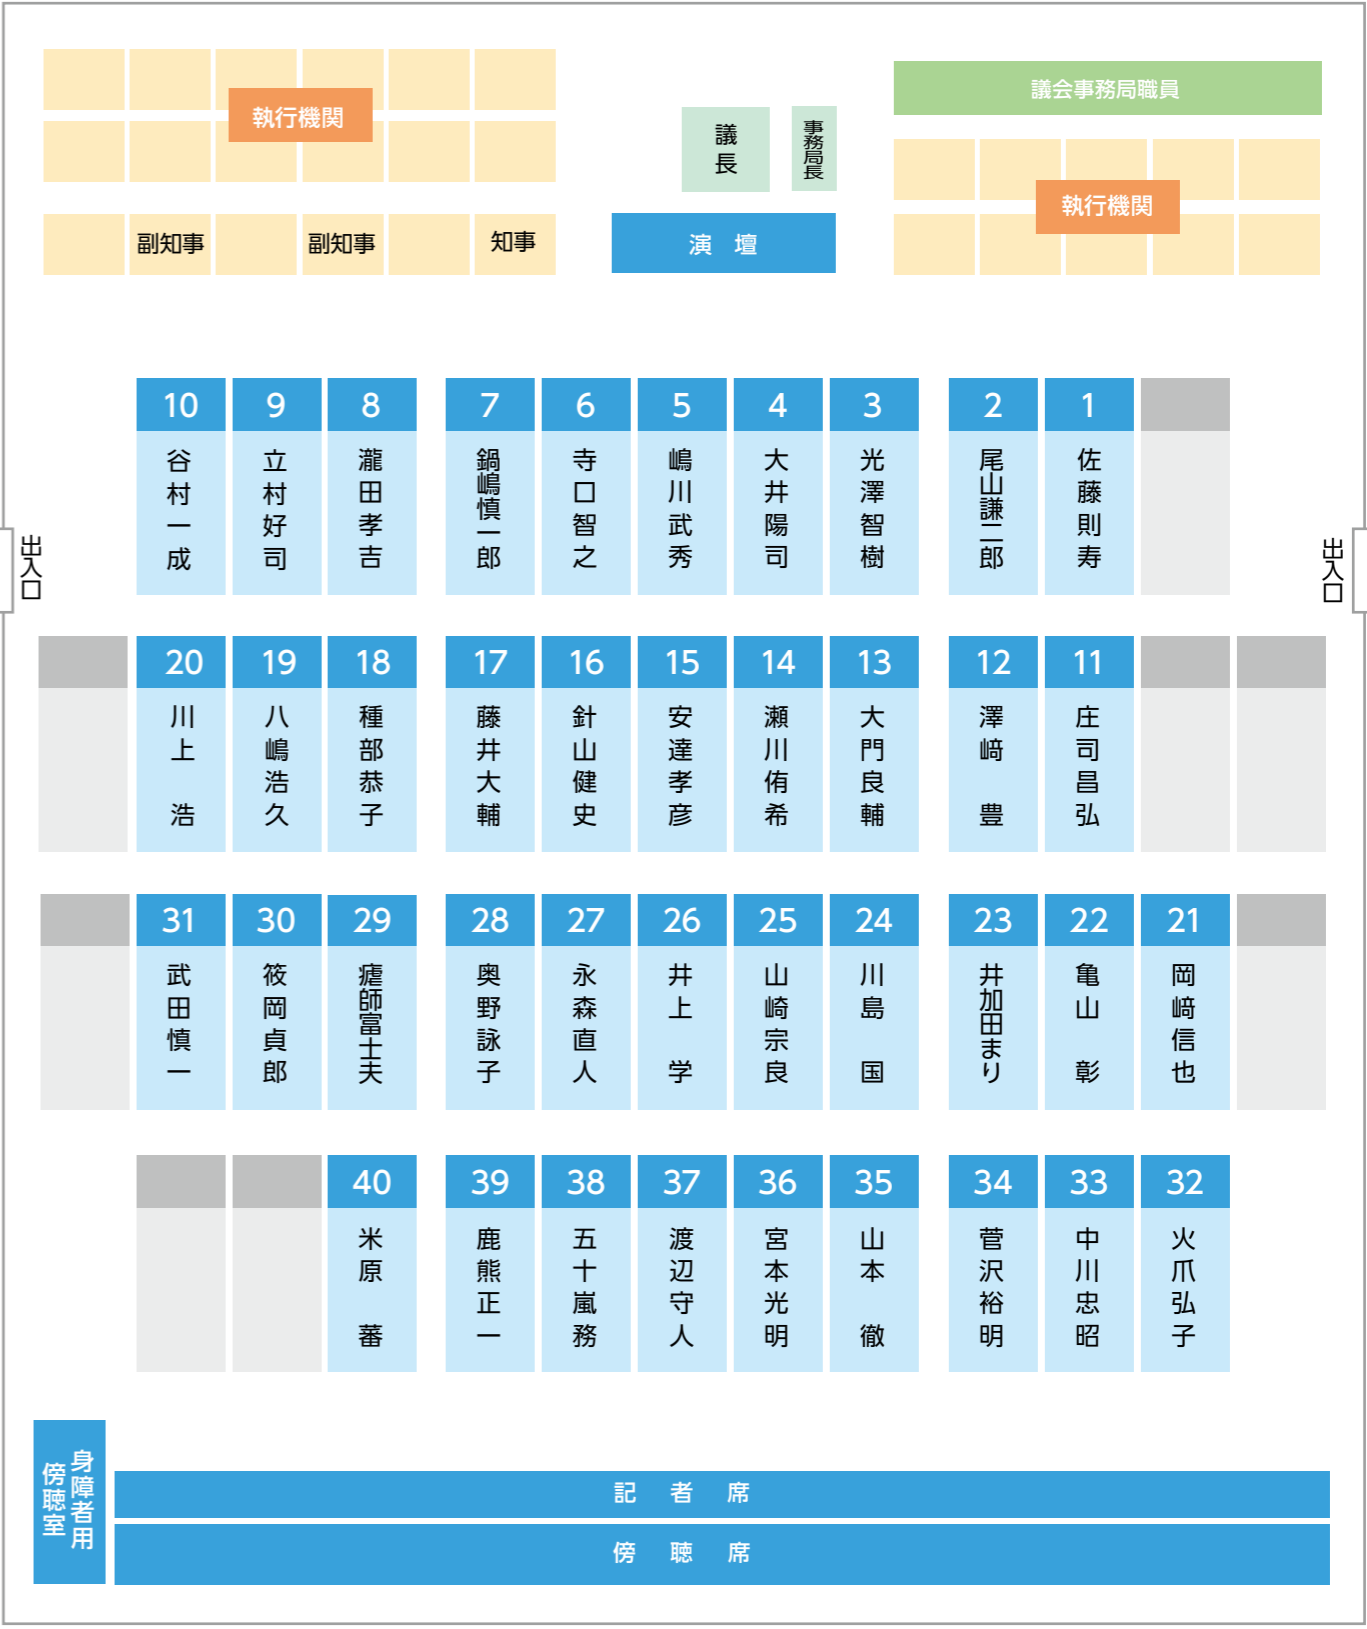 執行機関
議会事務局職員
議長
事務局長
執行機関
副知事
副知事
知事
演 壇
10
9
8
7
6
5
4
3
2
1
谷村一成
立村好司
瀧田孝吉
鍋嶋慎一郎
寺口智之
嶋川武秀
大井陽司
光澤智樹
尾山謙二郎
佐藤則寿
出入口
出入口
20
19
18
17
16
15
14
13
12
11
川上 浩
八嶋浩久
種部恭子
藤井大輔
針山健史
安達孝彦
瀬川侑希
大門良輔
澤﨑 豊
庄司昌弘
31
30
29
28
27
26
25
24
23
22
21
武田慎一
筱岡貞郎
瘧師富士夫
奥野詠子
永森直人
井上 学
山崎宗良
川島 国
井加田まり
亀山 彰
岡﨑信也
40
39
38
37
36
35
34
33
32
米原 蕃
鹿熊正一
五十嵐務
渡辺守人
宮本光明
山本 徹
菅沢裕明
中川忠昭
火爪弘子
身障者用
傍聴室
記 者 席
傍 聴 席